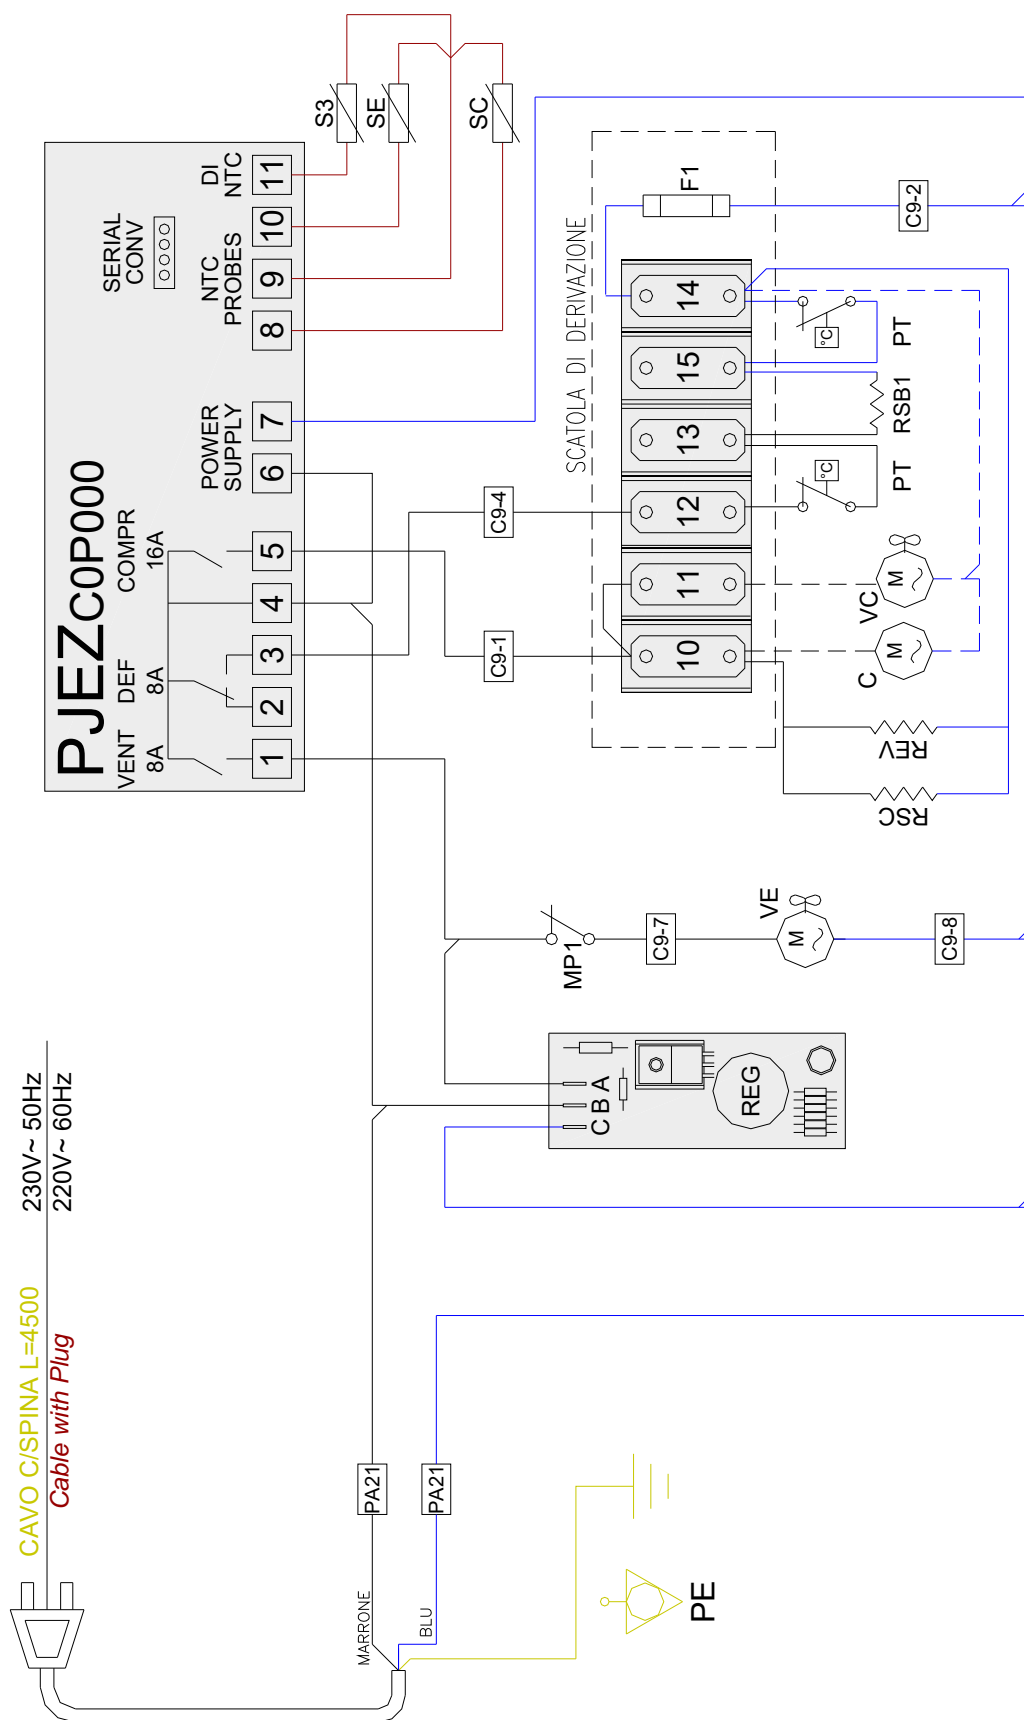 CAVO C/SPINA L=4500
Cable with Plug
230V~ 50Hz
220V~ 60Hz
PJEZC0P000
VENT
8A
DEF
8A
COMPR
16A
POWER
SUPPLY
NTC
PROBES
DI
NTC
SERIAL
CONV
1
2
3
4
5
6
7
8
9
10
11
S3
SE
SC
MARRONE
BLU
PA21
PA21
PE
C B A
REG
MP1
C9-7
VE
M
C9-8
C9-1
C9-4
SCATOLA DI DERIVAZIONE
10
11
12
13
15
14
F1
C9-2
RSC
REV
C
M
VC
M
PT
°C
RSB1
PT
°C